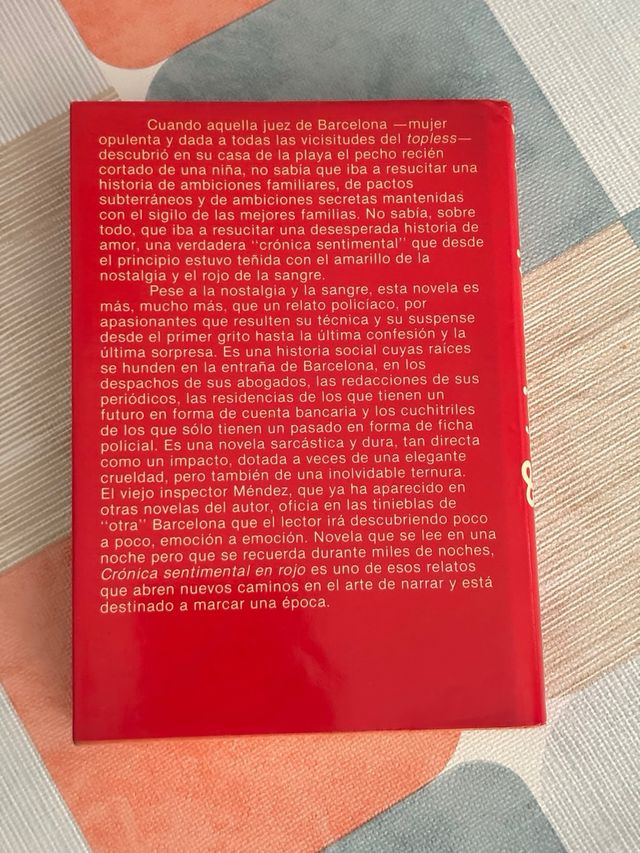 Cuando aquella juez de Barcelona —mujer
opulenta y dada a todas las vicisitudes del topless—
descubrió en su casa de la playa el pecho recién
cortado de una niña, no sabía que iba a resucitar una
historia de ambiciones familiares, de pactos
subterráneos y de ambiciones secretas mantenidas
con el sigilo de las mejores familias. No sabía, sobre
todo, que iba a resucitar una desesperada historia de
amor, una verdadera "crónica sentimental" que desde
el principio estuvo teñida con el amarillo de la
nostalgia y el rojo de la sangre.
Pese a la nostalgia y la sangre, esta novela es
más, mucho más, que un relato policíaco, por
apasionantes que resulten su técnica y su suspense
desde el primer grito hasta la última confesión y la
última sorpresa. Es una historia social cuyas raíces
se hunden en la entraña de Barcelona, en los
despachos de sus abogados, las redacciones de sus
periódicos, las residencias de los que tienen un
futuro en forma de cuenta bancaria y los cuchitriles
de los que sólo tienen un pasado en forma de ficha
policial. Es una novela sarcástica y dura, tan directa
como un impacto, dotada a veces de una elegante
crueldad, pero también de una inolvidable ternura.
El viejo inspector Méndez, que ya ha aparecido en
otras novelas del autor, oficia en las tinieblas de
"otra" Barcelona que el lector irá descubriendo poco
a poco, emoción a emoción. Novela que se lee en una
noche pero que se recuerda durante miles de noches,
Crónica sentimental en rojo es uno de esos relatos
que abren nuevos caminos en el arte de narrar y está
destinado a marcar una época.